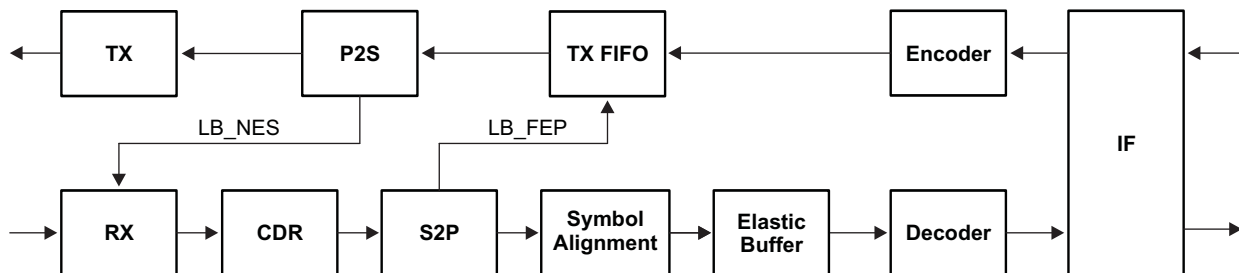 TX
P2S
TX FIFO
Encoder
IF
LB_NES
LB_FEP
RX
CDR
S2P
Symbol
Alignment
Elastic
Buffer
Decoder